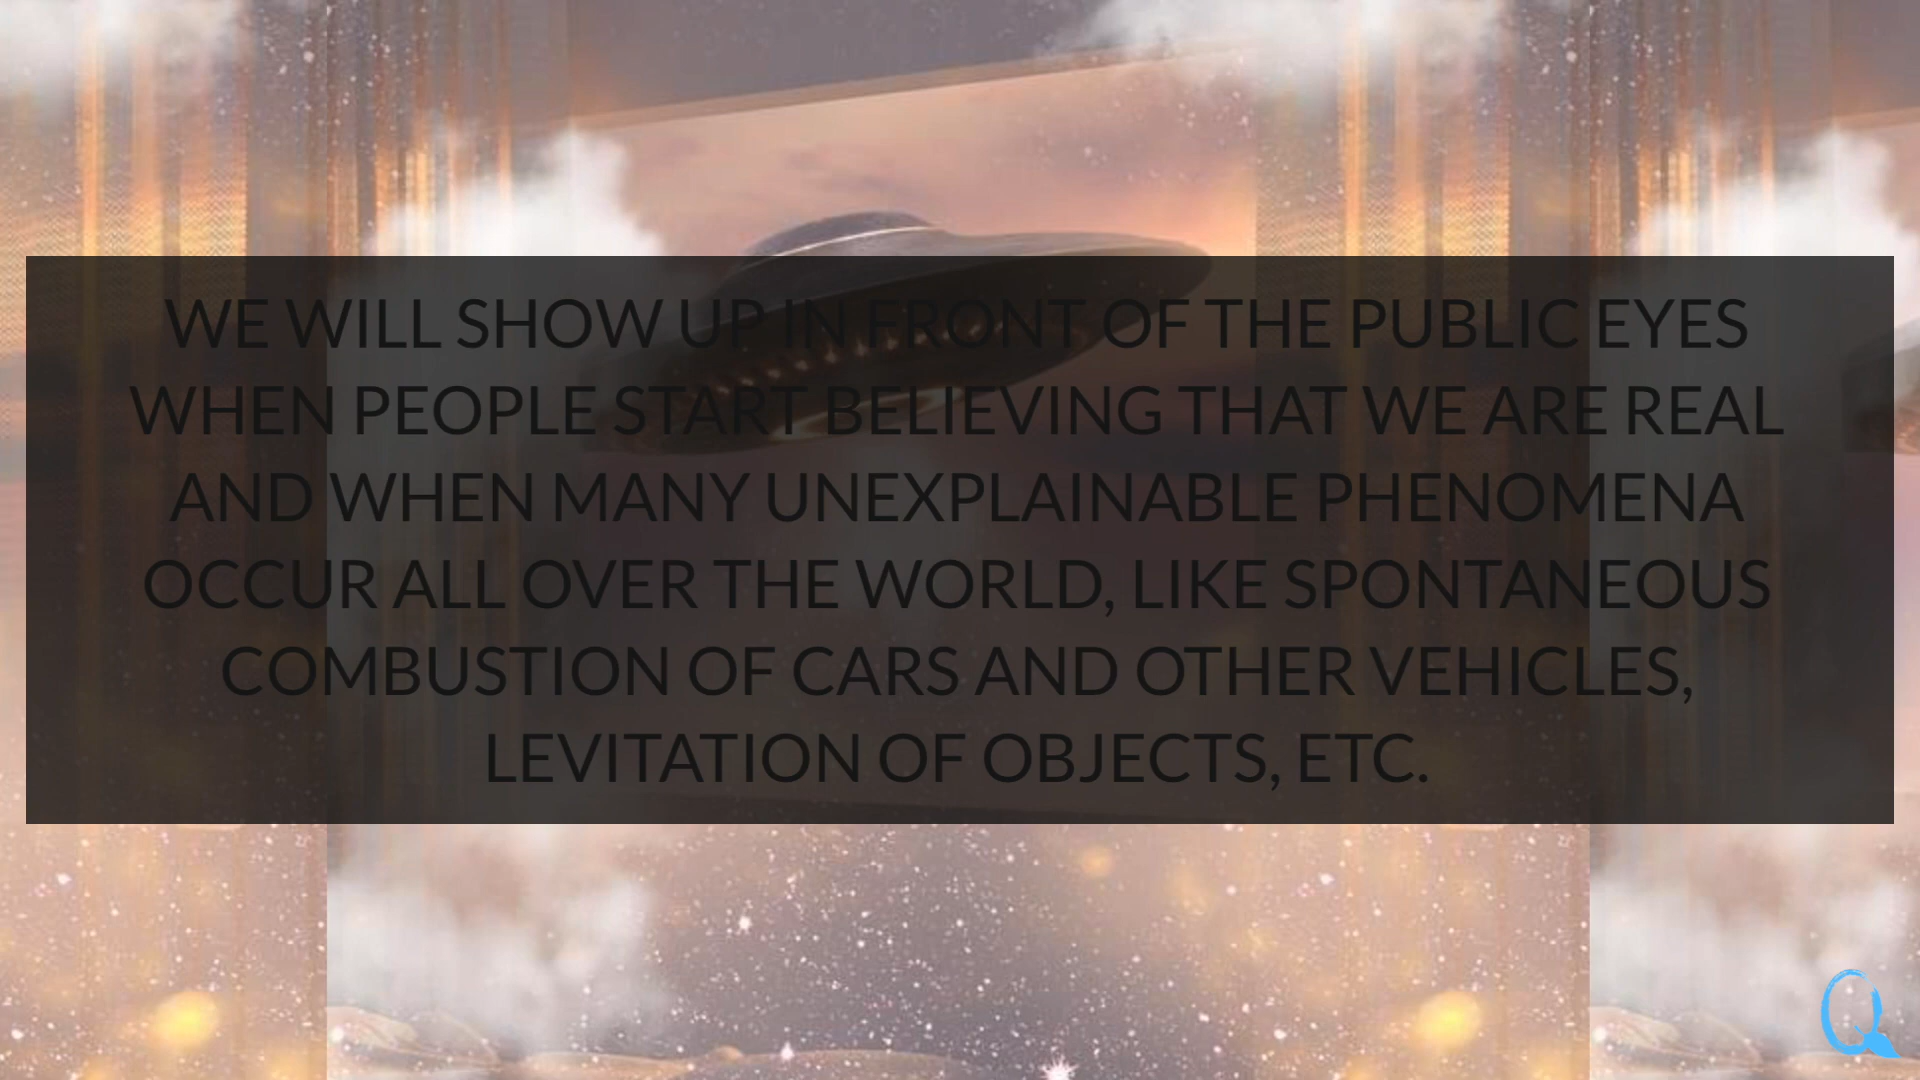 WE WILL SHOW UP IN FRONT OF THE PUBLIC EYES
WHEN PEOPLE START BELIEVING THAT WE ARE REAL
AND WHEN MANY UNEXPLAINABLE PHENOMENA
OCCUR ALL OVER THE WORLD, LIKE SPONTANEOUS
COMBUSTION OF CARS AND OTHER VEHICLES,
LEVITATION OF OBJECTS, ETC.
Q